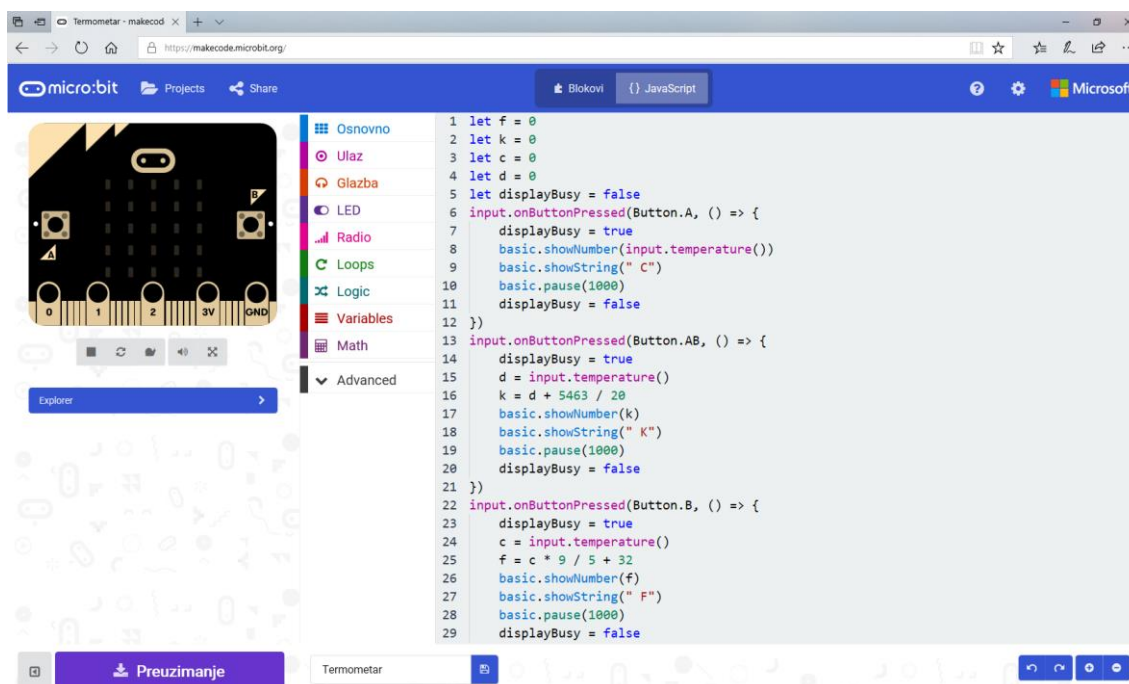 Termometar - makecod
https://makecode.microbit.org/
micro:bit Projects Share Blokovi {} JavaScript Microsoft
B
A
0 1 2 3V GND
Explorer
Osnovno
Ulaz
Glazba
LED
Radio
Loops
Logic
Variables
Math
Advanced
1 let f = 0
2 let k = 0
3 let c = 0
4 let d = 0
5 let displayBusy = false
6 input.onButtonPressed(Button.A, () => {
7 displayBusy = true
8 basic.showNumber(input.temperature())
9 basic.showString(" C")
10 basic.pause(1000)
11 displayBusy = false
12 })
13 input.onButtonPressed(Button.AB, () => {
14 displayBusy = true
15 d = input.temperature()
16 k = d + 5463 / 20
17 basic.showNumber(k)
18 basic.showString(" K")
19 basic.pause(1000)
20 displayBusy = false
21 })
22 input.onButtonPressed(Button.B, () => {
23 displayBusy = true
24 c = input.temperature()
25 f = c * 9 / 5 + 32
26 basic.showNumber(f)
27 basic.showString(" F")
28 basic.pause(1000)
29 displayBusy = false
Preuzimanje
Termometar